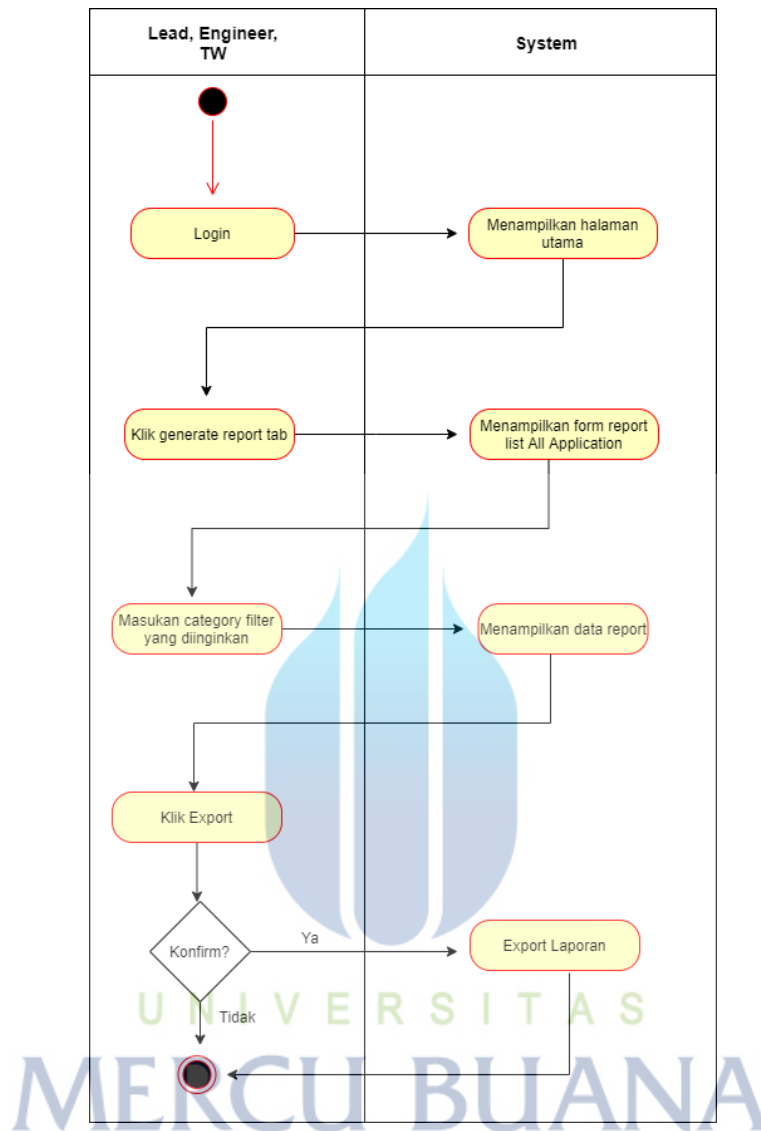 Lead, Engineer,
TW
System
Login
Menampilkan halaman
utama
Klik generate report tab
Menampilkan form report
list All Application
Masukan category filter
yang diinginkan
Menampilkan data report
Klik Export
Konfirm?
Ya
Export Laporan
Tidak
UNIVERSITAS
MERCU BUANA